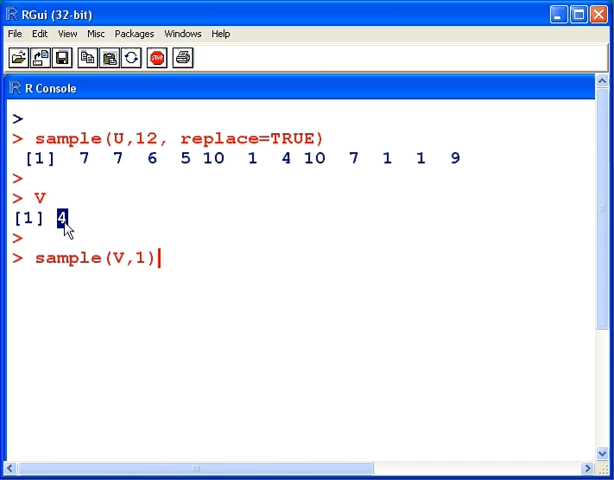 RGui (32-bit)
File Edit View Misc Packages Windows Help
STOP
R Console
>
> sample(U,12, replace=TRUE)
[1] 7 7 6 5 10 1 4 10 7 1 1 9
>
> V
[1] 4
>
> sample(V,1)